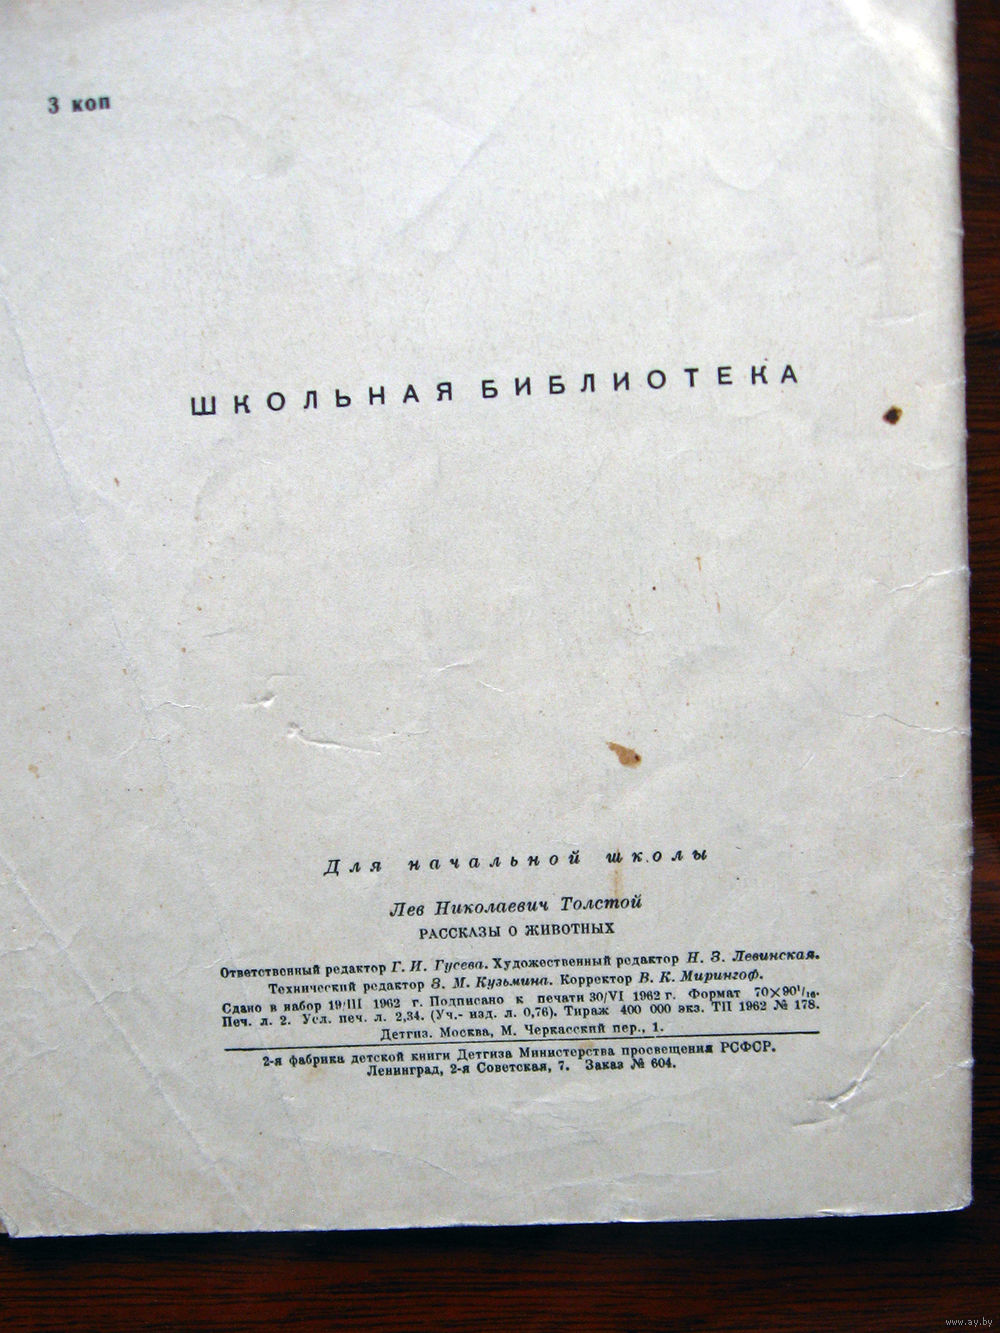 3 коп
ШКОЛЬНАЯ БИБЛИОТЕКА
Для начальной школы
Лев Николаевич Толстой
РАССКАЗЫ О ЖИВОТНЫХ
Ответственный редактор Г. И. Гусева. Художественный редактор Н. З. Левинская.
Технический редактор З. М. Кузьмина. Корректор В. К. Мирингоф.
Сдано в набор 19/III 1962 г. Подписано к печати 30/VI 1962 г. Формат 70×90¹/₁₆.
Печ. л. 2. Усл. печ. л. 2,34. (Уч.- изд. л. 0,76). Тираж 400 000 экз. ТП 1962 № 178.
Детгиз. Москва, М. Черкасский пер., 1.
2-я фабрика детской книги Детгиза Министерства просвещения РСФСР.
Ленинград, 2-я Советская, 7. Заказ № 604.
www.ay.by